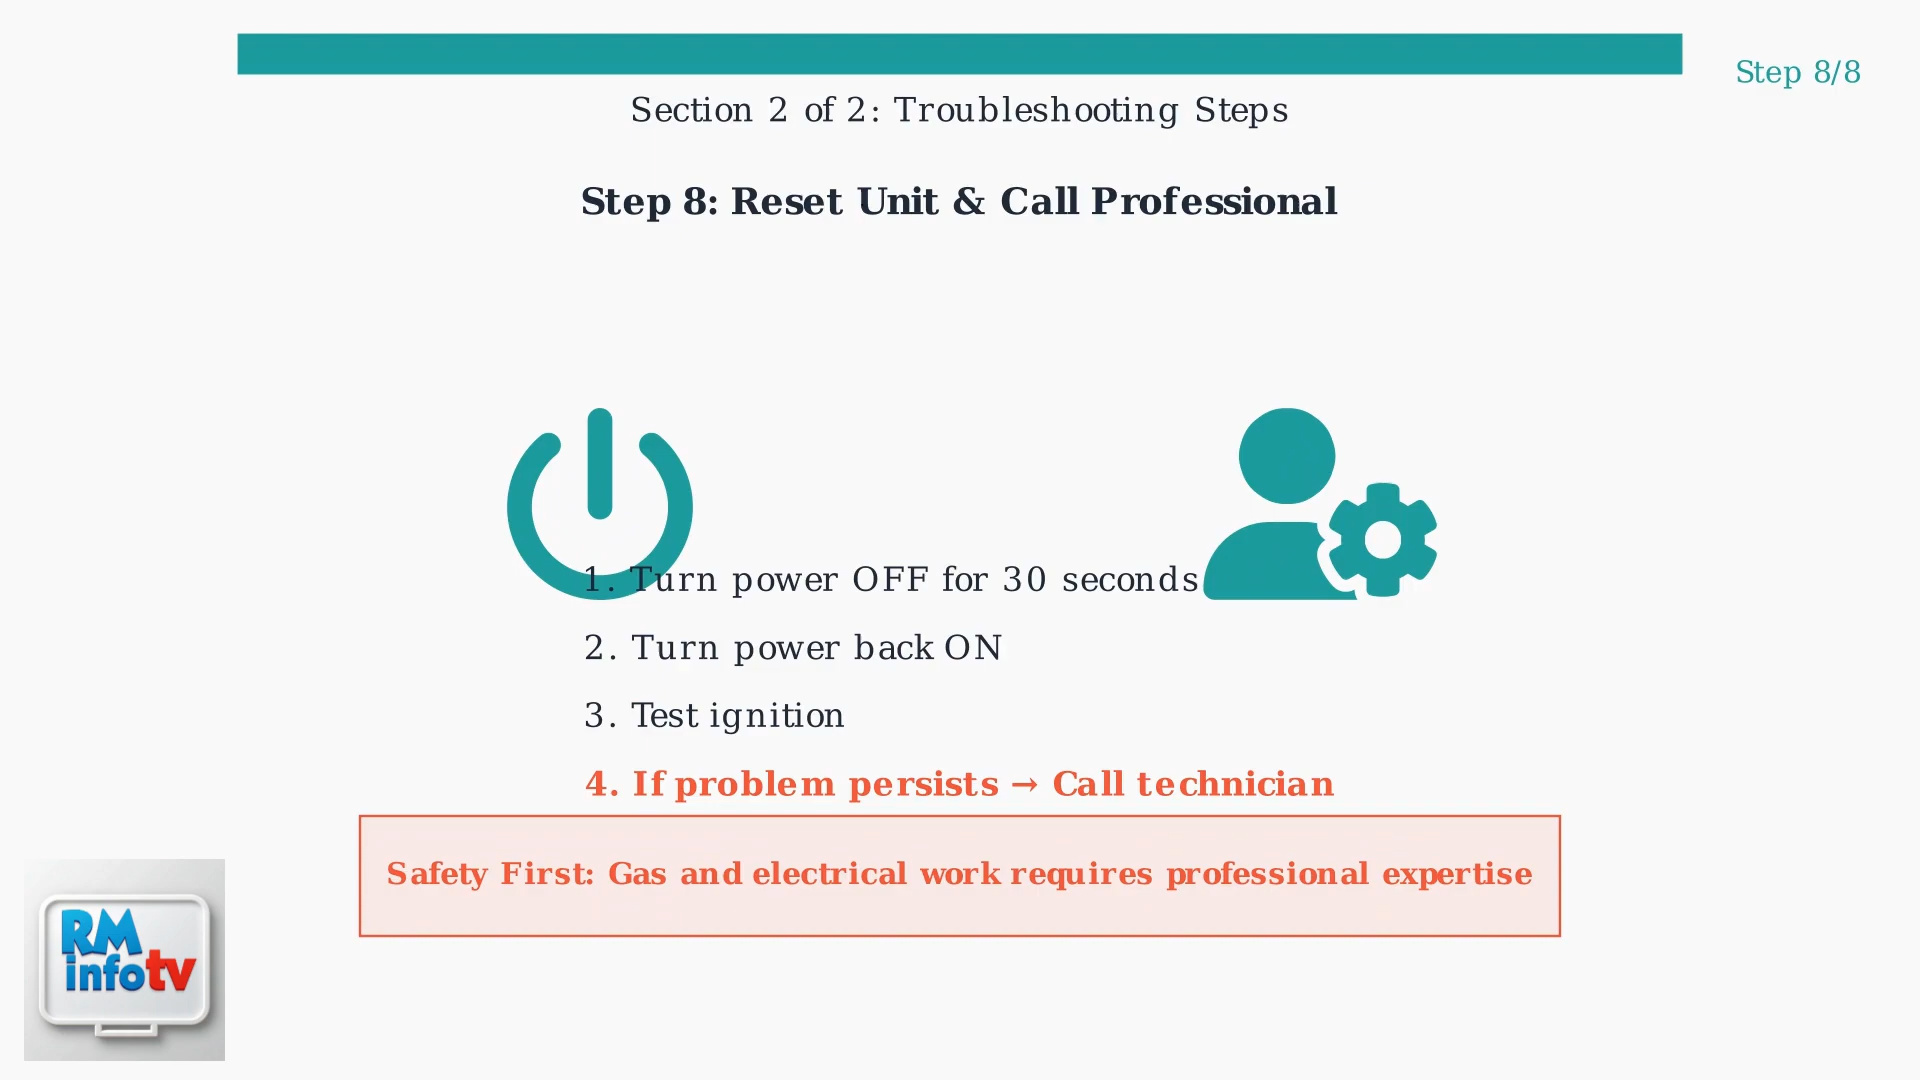 Step 8/8
Section 2 of 2: Troubleshooting Steps
Step 8: Reset Unit & Call Professional
1. Turn power OFF for 30 seconds
2. Turn power back ON
3. Test ignition
4. If problem persists → Call technician
Safety First: Gas and electrical work requires professional expertise
RM
infotv